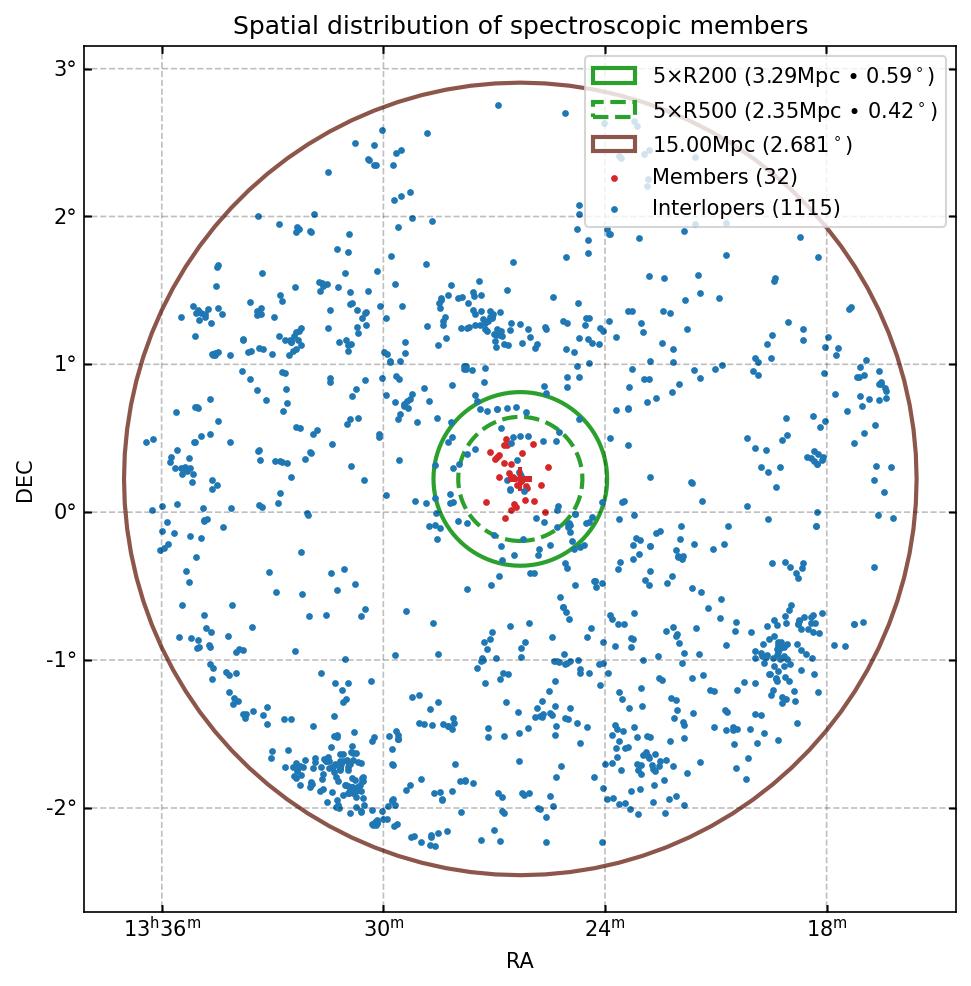 Spatial distribution of spectroscopic members
5×R200 (3.29Mpc • 0.59°)
5×R500 (2.35Mpc • 0.42°)
15.00Mpc (2.681°)
Members (32)
Interlopers (1115)
3°
2°
1°
0°
-1°
-2°
DEC
13ʰ36ᵐ 30ᵐ 24ᵐ 18ᵐ
RA